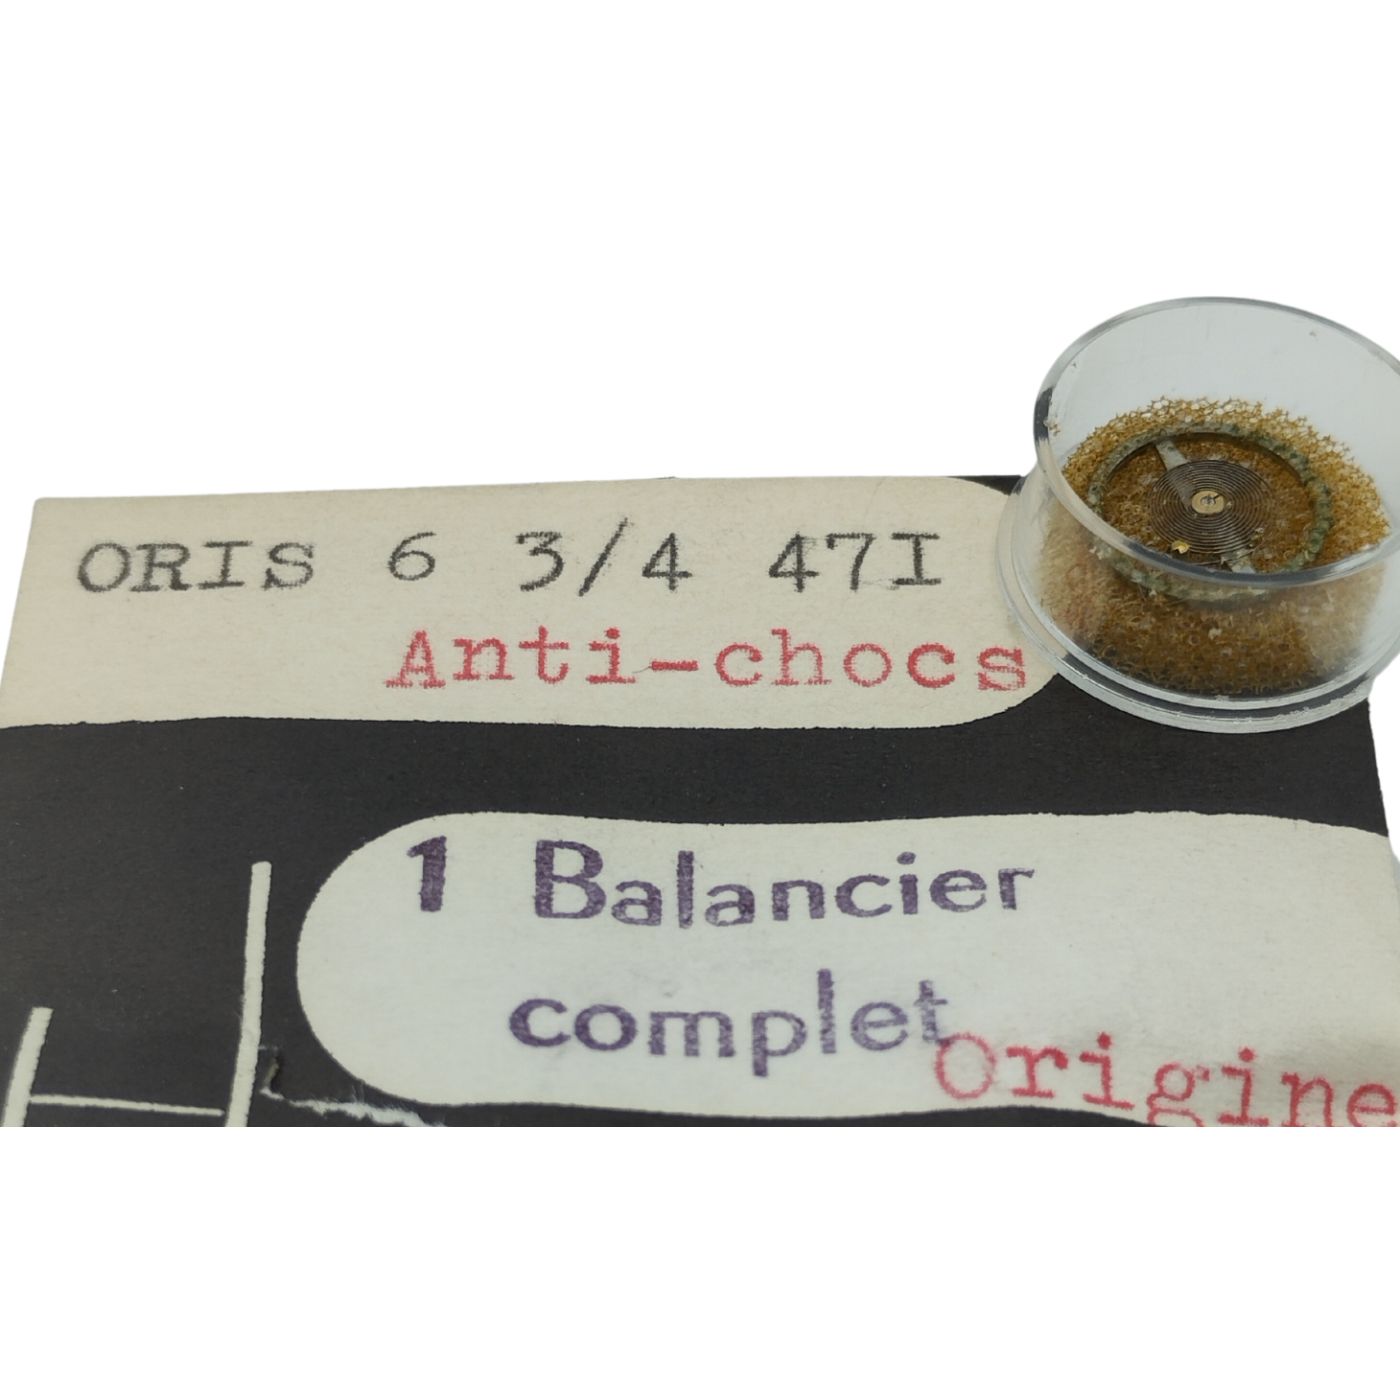 ORIS 6 3/4 47I
Anti-chocs
1 Balancier
complet
Origine